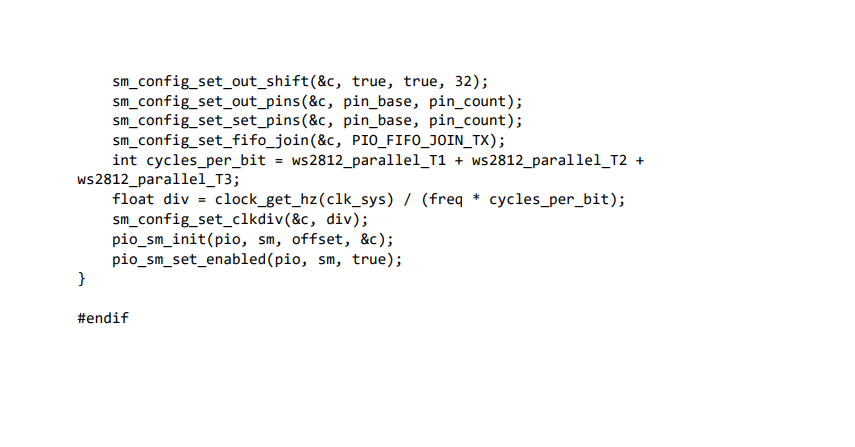 sm_config_set_out_shift(&c, true, true, 32);
sm_config_set_out_pins(&c, pin_base, pin_count);
sm_config_set_set_pins(&c, pin_base, pin_count);
sm_config_set_fifo_join(&c, PIO_FIFO_JOIN_TX);
int cycles_per_bit = ws2812_parallel_T1 + ws2812_parallel_T2 +
ws2812_parallel_T3;
float div = clock_get_hz(clk_sys) / (freq * cycles_per_bit);
sm_config_set_clkdiv(&c, div);
pio_sm_init(pio, sm, offset, &c);
pio_sm_set_enabled(pio, sm, true);
}
#endif